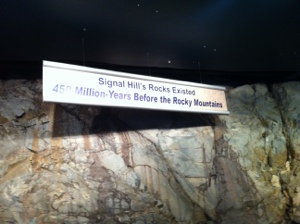 Signal Hill's Rocks Existed
450 Million-Years Before the Rocky Mountains